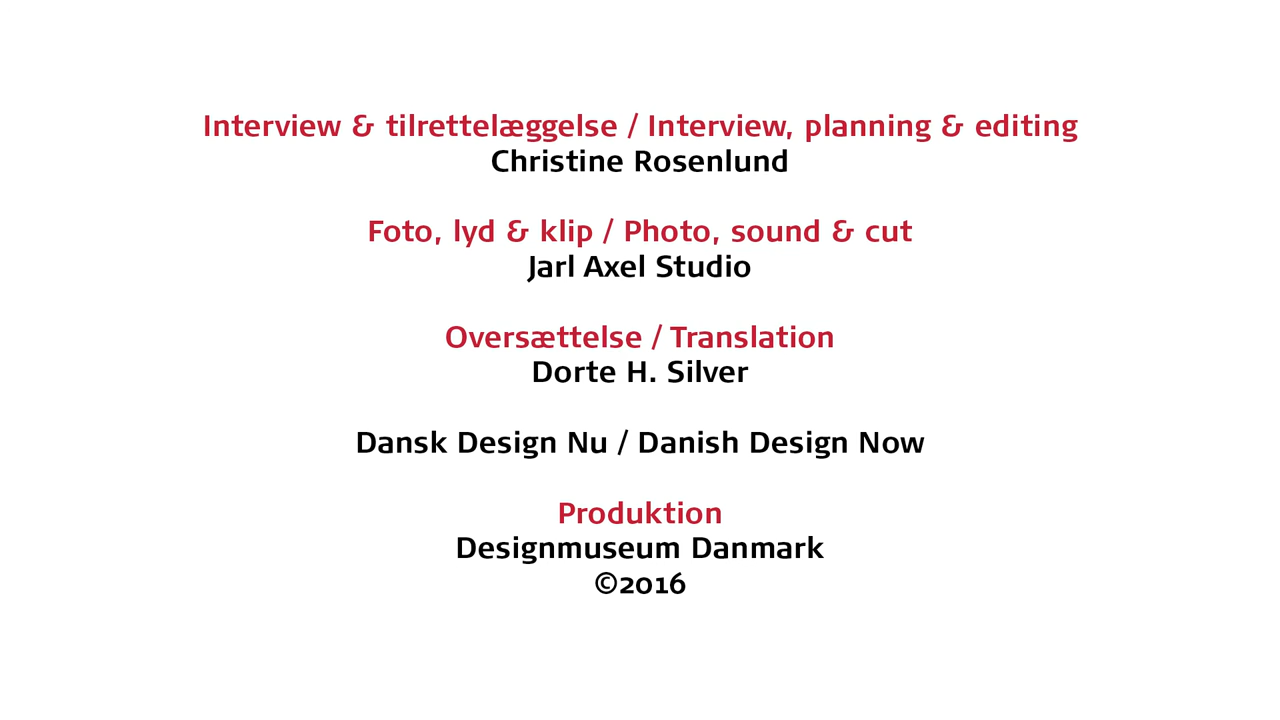 Interview & tilrettelæggelse / Interview, planning & editing
Christine Rosenlund
Foto, lyd & klip / Photo, sound & cut
Jarl Axel Studio
Oversættelse / Translation
Dorte H. Silver
Dansk Design Nu / Danish Design Now
Produktion
Designmuseum Danmark
©2016